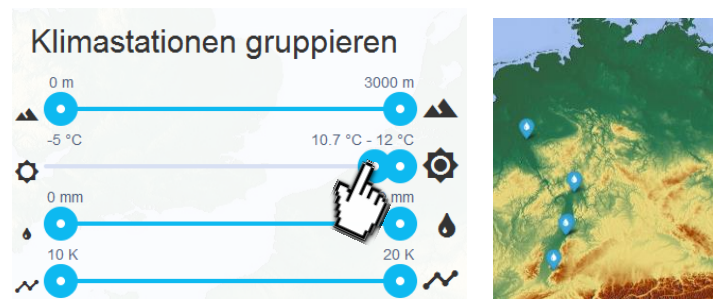 Klimastationen gruppieren
0 m 3000 m
-5 °C 10.7 °C - 12 °C
0 mm mm
10 K 20 K